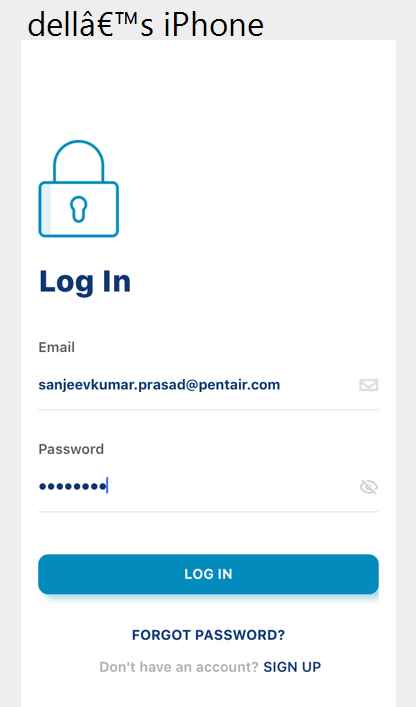 dellâ€™s iPhone
Log In
Email
sanjeevkumar.prasad@pentair.com
Password
••••••••
LOG IN
FORGOT PASSWORD?
Don't have an account? SIGN UP